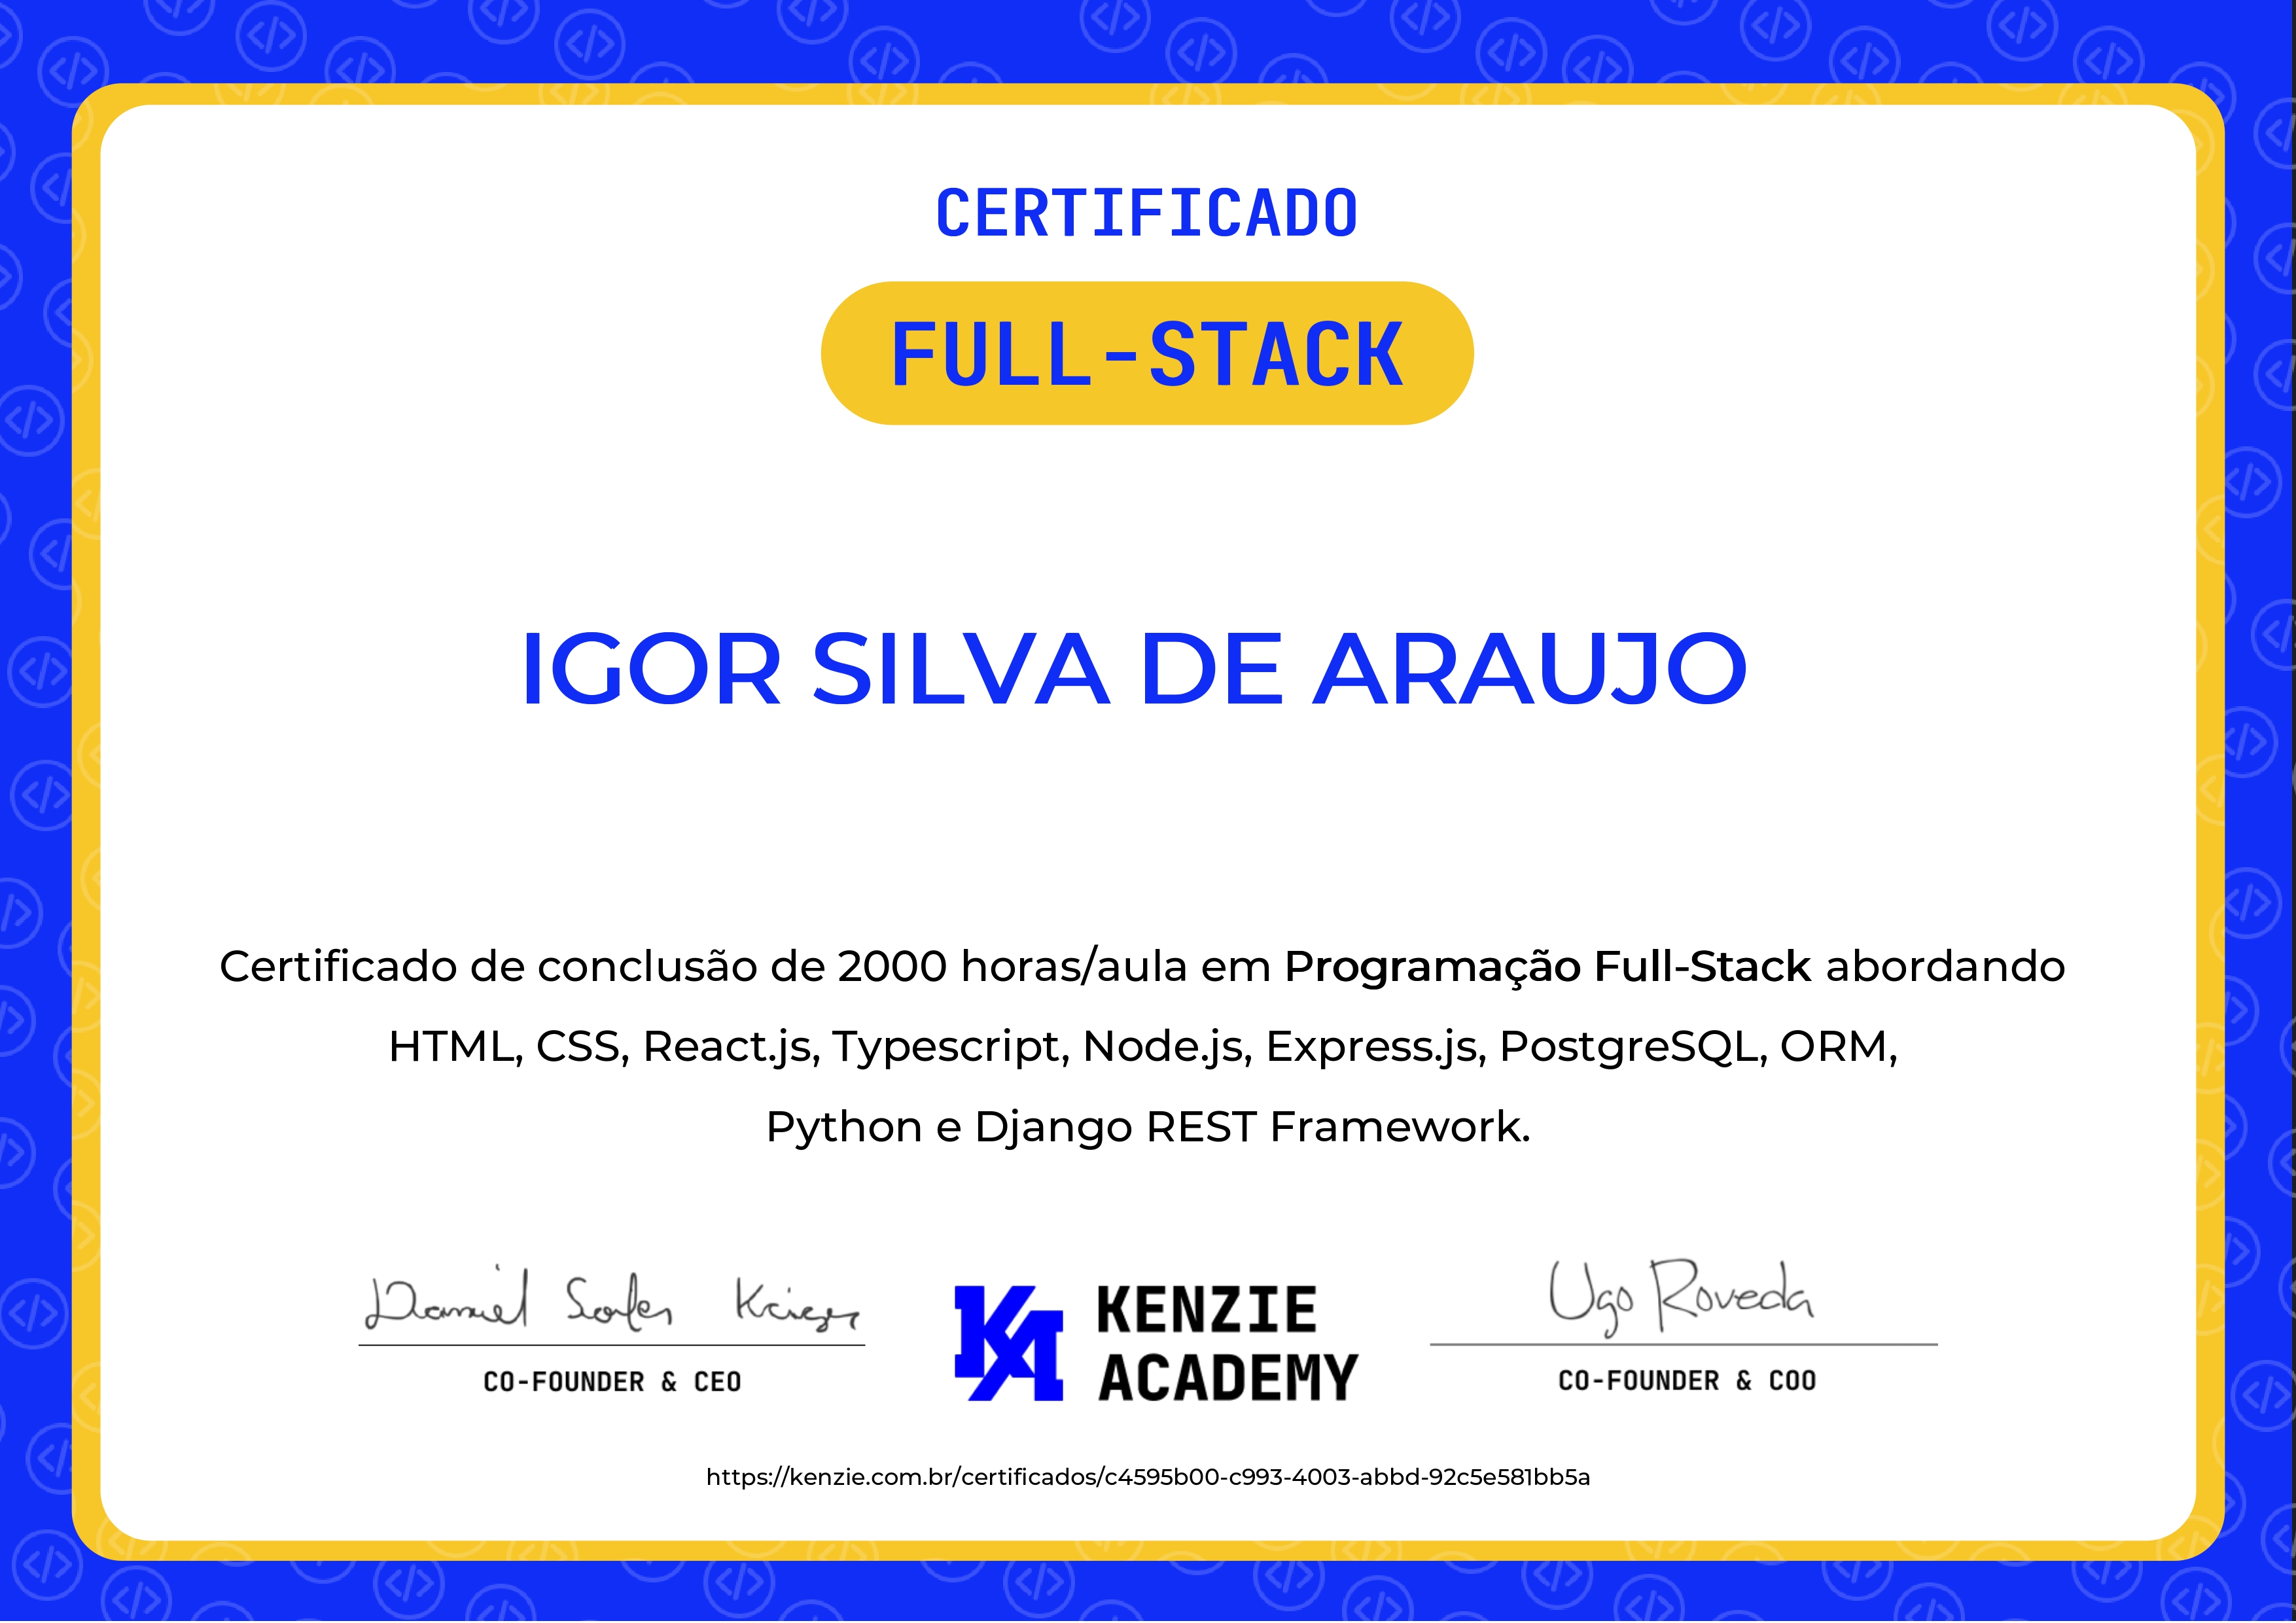 CERTIFICADO
FULL-STACK
IGOR SILVA DE ARAUJO
Certificado de conclusão de 2000 horas/aula em Programação Full-Stack abordando
HTML, CSS, React.js, Typescript, Node.js, Express.js, PostgreSQL, ORM,
Python e Django REST Framework.
Daniel Kriger
Ugo Roveda
CO-FOUNDER & CEO
KENZIE
ACADEMY
CO-FOUNDER & COO
https://kenzie.com.br/certificados/c4595b00-c993-4003-abbd-92c5e581bb5a